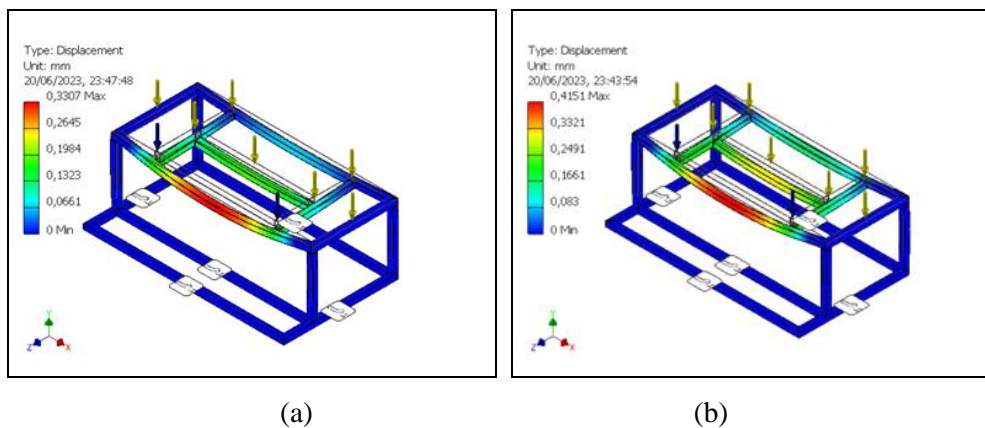 Type: Displacement
Unit: mm
20/06/2023, 23:47:48
0,3307 Max
0,2645
0,1984
0,1323
0,0661
0 Min
Y
Z
X
(a)
Type: Displacement
Unit: mm
20/06/2023, 23:43:54
0,4151 Max
0,3321
0,2491
0,1661
0,083
0 Min
Y
Z
X
(b)